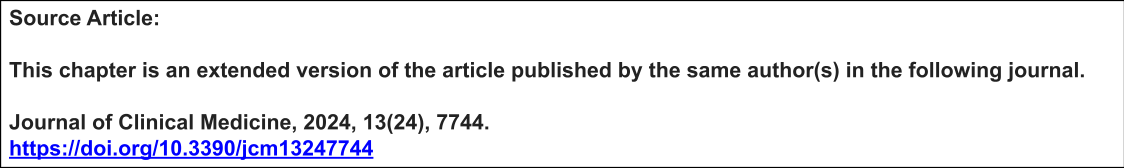 Source Article:
This chapter is an extended version of the article published by the same author(s) in the following journal.
Journal of Clinical Medicine, 2024, 13(24), 7744.
https://doi.org/10.3390/jcm13247744